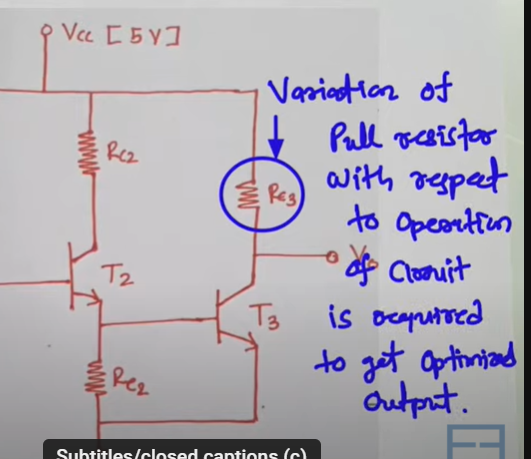 Vcc [5V]
Variation of
Pull resistor
Rc2
with respect
Rc3
to Operation
Vo
of Circuit
T2
T3
is required
to get Optimized
Re2
Output.
Subtitles/closed captions (c)